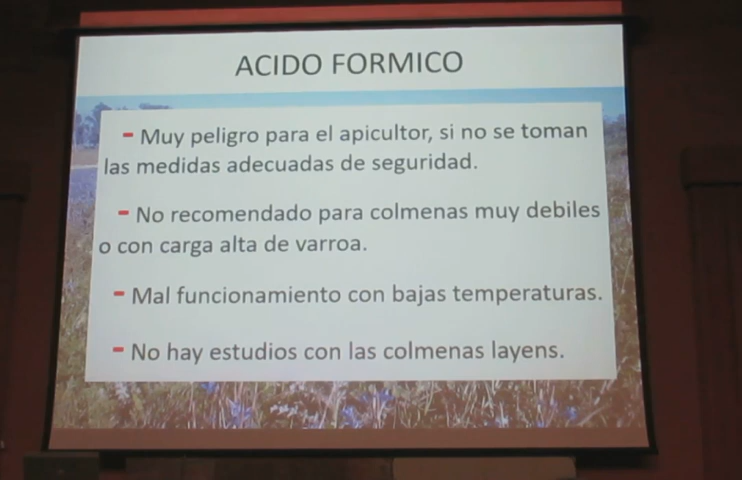 ACIDO FORMICO
- Muy peligro para el apicultor, si no se toman
las medidas adecuadas de seguridad.
- No recomendado para colmenas muy debiles
o con carga alta de varroa.
- Mal funcionamiento con bajas temperaturas.
- No hay estudios con las colmenas layens.